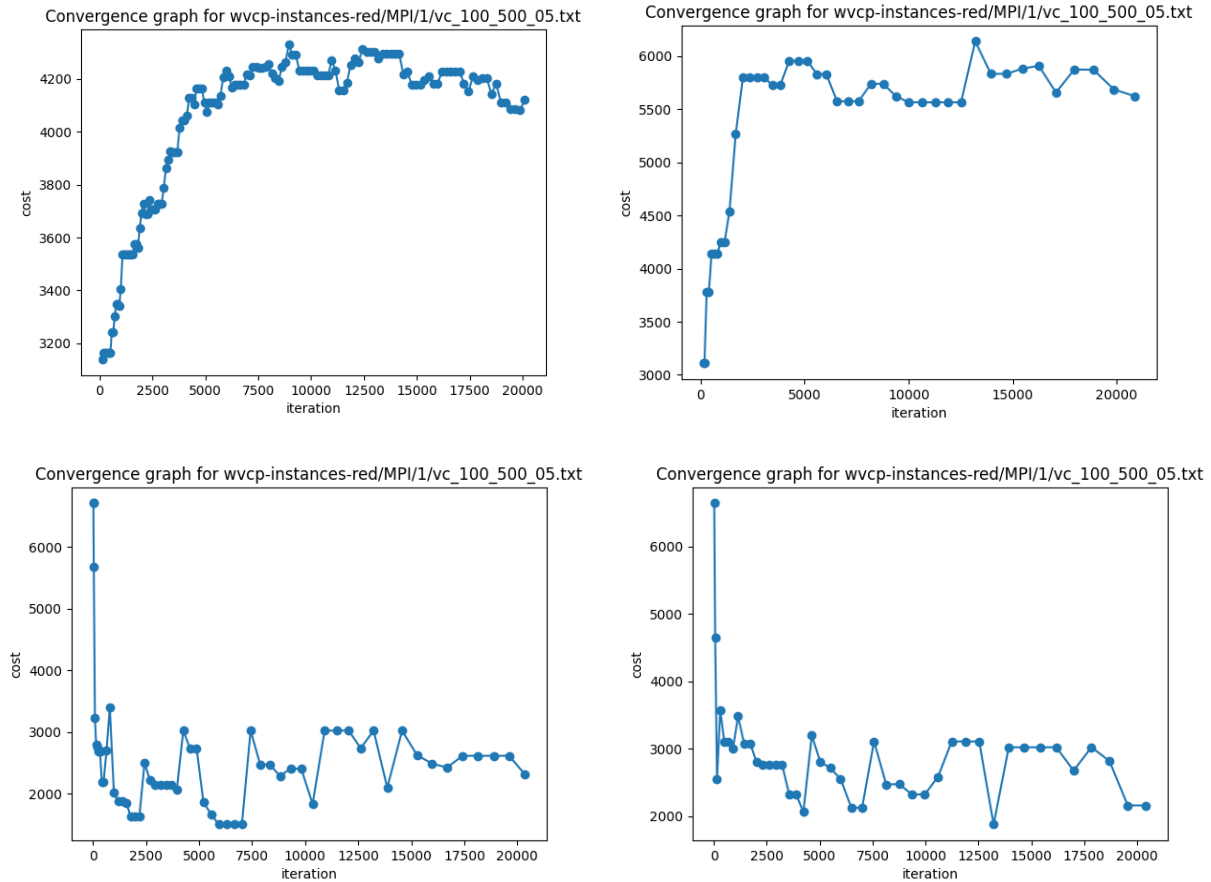 Convergence graph for wvcp-instances-red/MPI/1/vc_100_500_05.txt
4200
4000
3800
3600
3400
3200
cost
0 2500 5000 7500 10000 12500 15000 17500 20000
iteration
Convergence graph for wvcp-instances-red/MPI/1/vc_100_500_05.txt
6000
5500
5000
4500
4000
3500
3000
cost
0 5000 10000 15000 20000
iteration
Convergence graph for wvcp-instances-red/MPI/1/vc_100_500_05.txt
6000
5000
4000
3000
2000
cost
0 2500 5000 7500 10000 12500 15000 17500 20000
iteration
Convergence graph for wvcp-instances-red/MPI/1/vc_100_500_05.txt
6000
5000
4000
3000
2000
cost
0 2500 5000 7500 10000 12500 15000 17500 20000
iteration